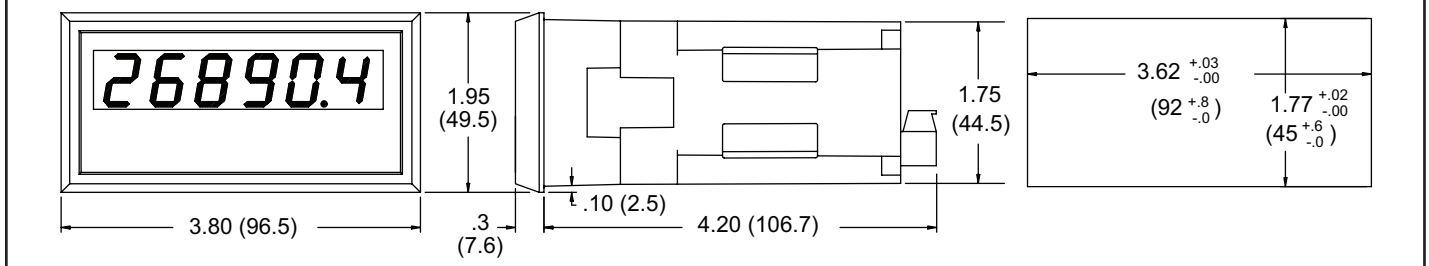 26890.4
1.95
(49.5)
3.80 (96.5)
.3
(7.6)
.10 (2.5)
4.20 (106.7)
1.75
(44.5)
3.62 +.03 -.00
(92 +.8 -.0 )
1.77 +.02 -.00
(45 +.6 -.0 )